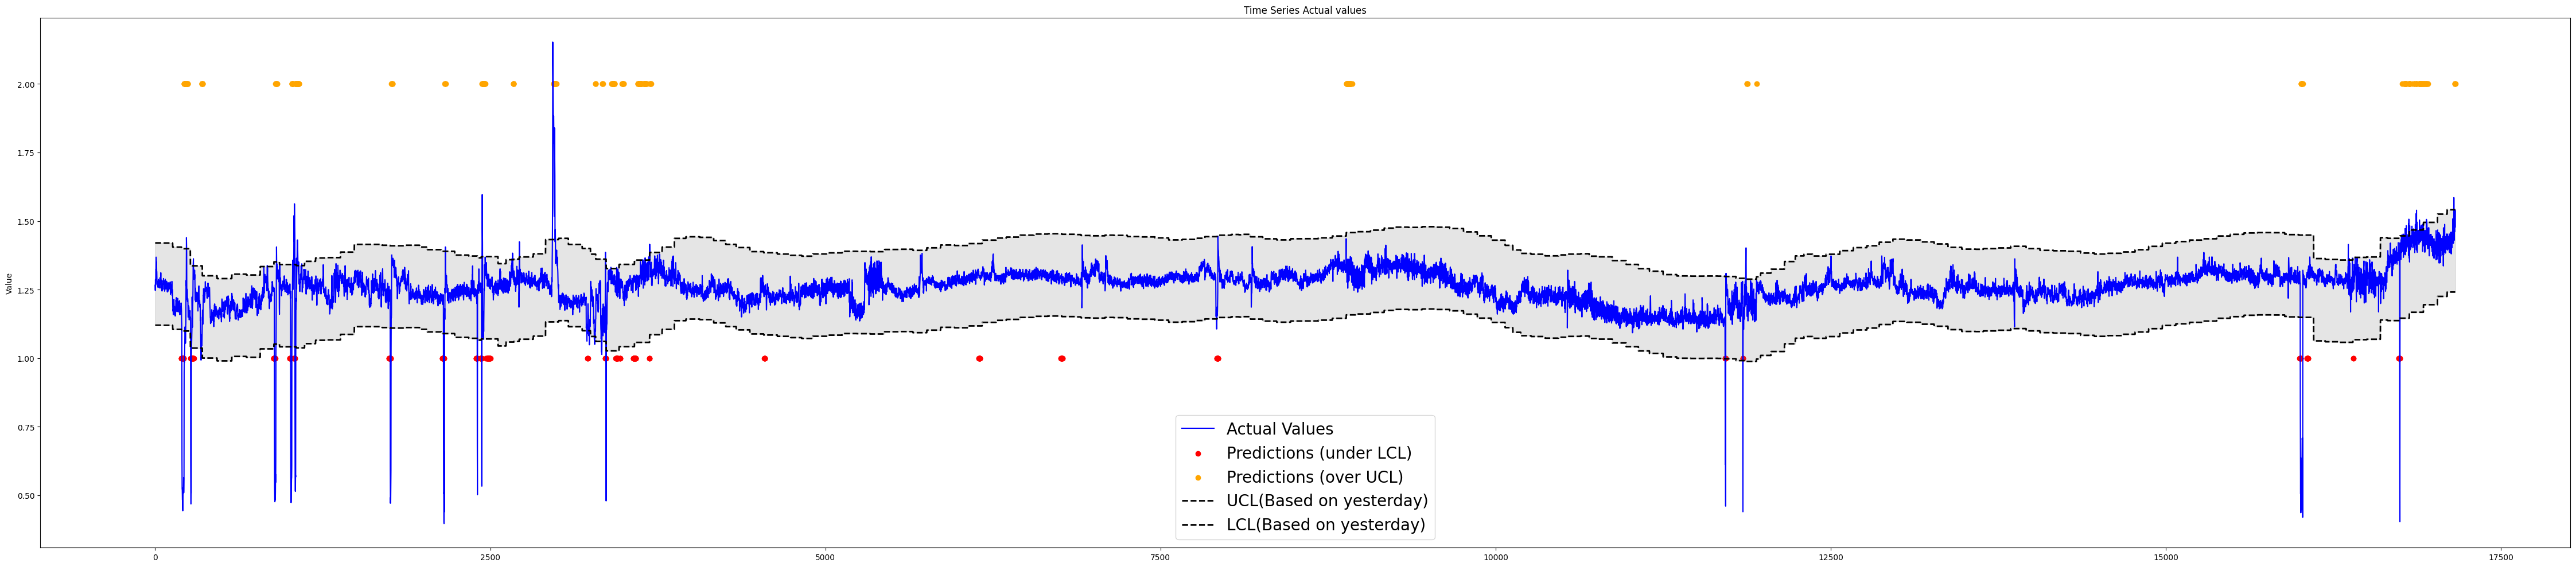 Time Series Actual values
Value
2.00
1.75
1.50
1.25
1.00
0.75
0.50
Actual Values
Predictions (under LCL)
Predictions (over UCL)
UCL(Based on yesterday)
LCL(Based on yesterday)
0 2500 5000 7500 10000 12500 15000 17500